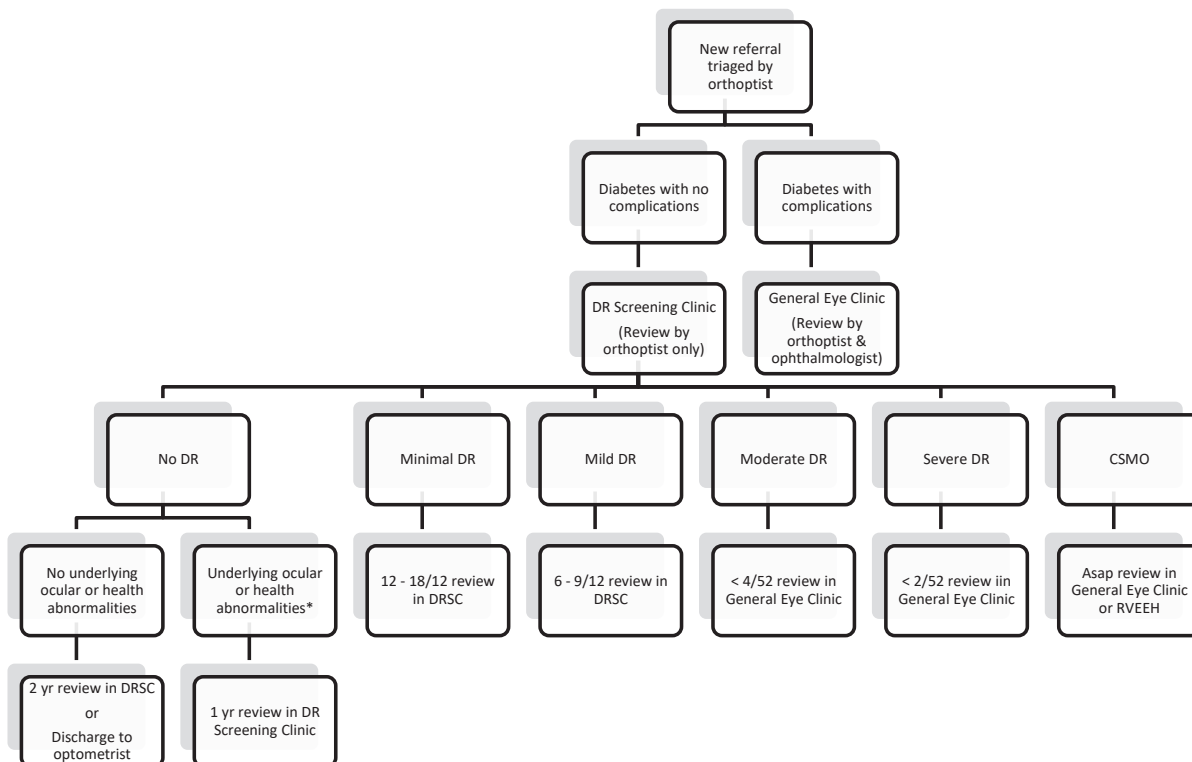 New referral
triaged by
orthoptist
Diabetes with no
complications
Diabetes with
complications
DR Screening Clinic
(Review by
orthoptist only)
General Eye Clinic
(Review by
orthoptist &
ophthalmologist)
No DR
Minimal DR
Mild DR
Moderate DR
Severe DR
CSMO
No underlying
ocular or health
abnormalities
Underlying ocular
or health
abnormalities*
12 - 18/12 review
in DRSC
6 - 9/12 review in
DRSC
< 4/52 review in
General Eye Clinic
< 2/52 review iin
General Eye Clinic
Asap review in
General Eye Clinic
or RVEEH
2 yr review in DRSC
or
Discharge to
optometrist
1 yr review in DR
Screening Clinic